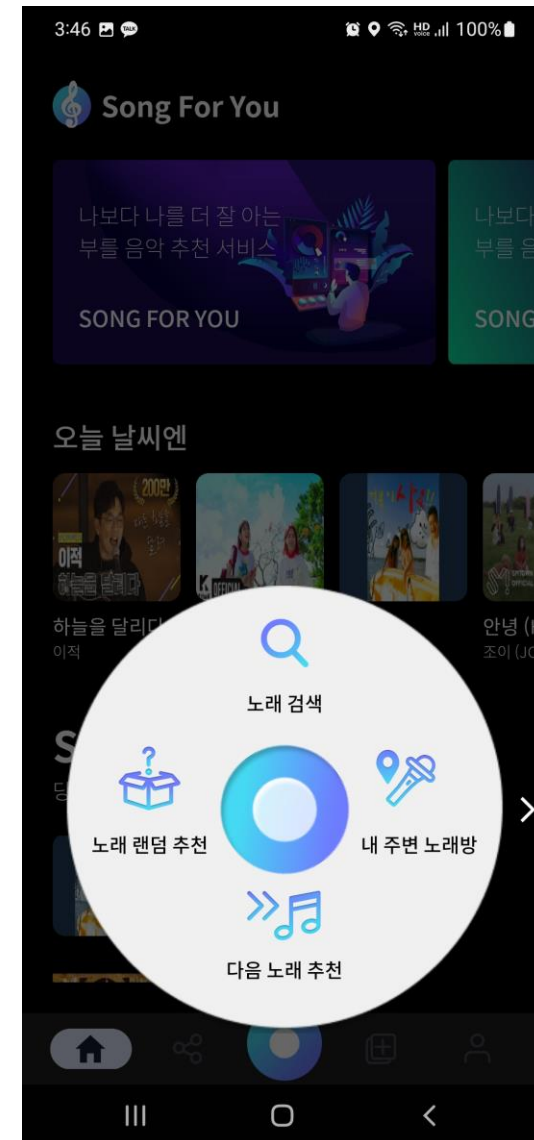 3:46
TALK
HD voice
100%
Song For You
나보다 나를 더 잘 아는
부를 음악 추천 서비스
SONG FOR YOU
나보다
부를 음
SONG
오늘 날씨엔
200만
이적
하늘을 달리다
OFFICIAL
하늘을 달리다
이적
안녕 (
조이 (JO
S
당
노래 검색
노래 랜덤 추천
내 주변 노래방
다음 노래 추천